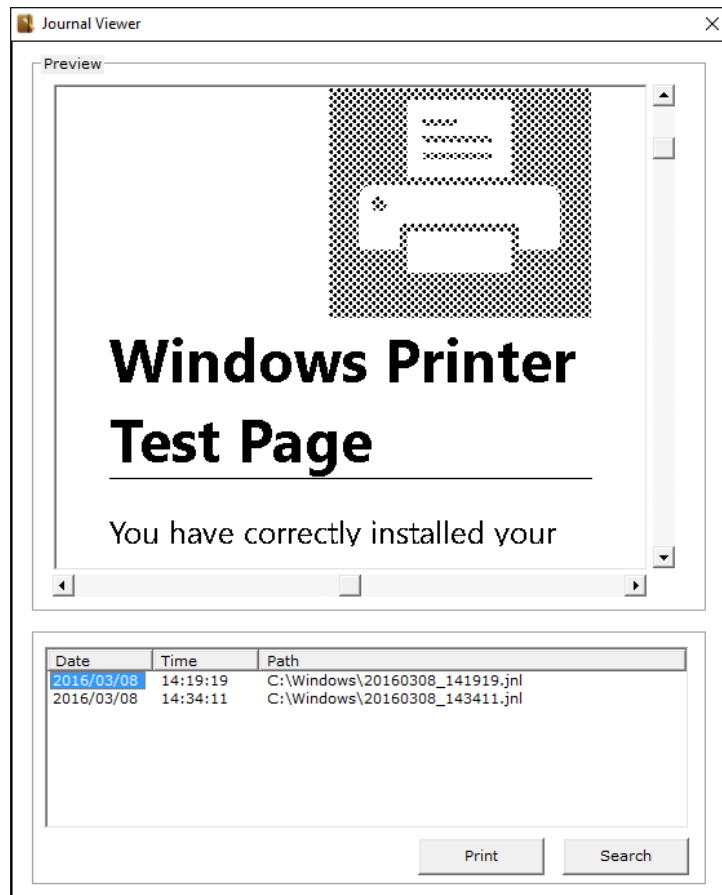 Journal Viewer
Preview
Windows Printer
Test Page
You have correctly installed your
Date Time Path
2016/03/08 14:19:19 C:\Windows\20160308_141919.jnl
2016/03/08 14:34:11 C:\Windows\20160308_143411.jnl
Print Search